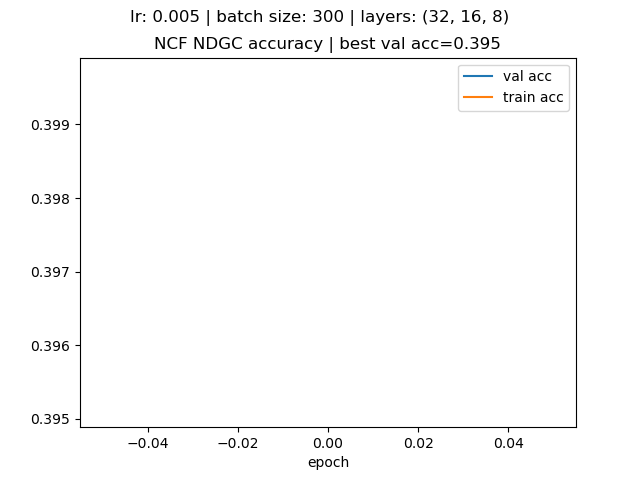 lr: 0.005 | batch size: 300 | layers: (32, 16, 8)
NCF NDGC accuracy | best val acc=0.395
val acc
train acc
0.399
0.398
0.397
0.396
0.395
−0.04 −0.02 0.00 0.02 0.04
epoch